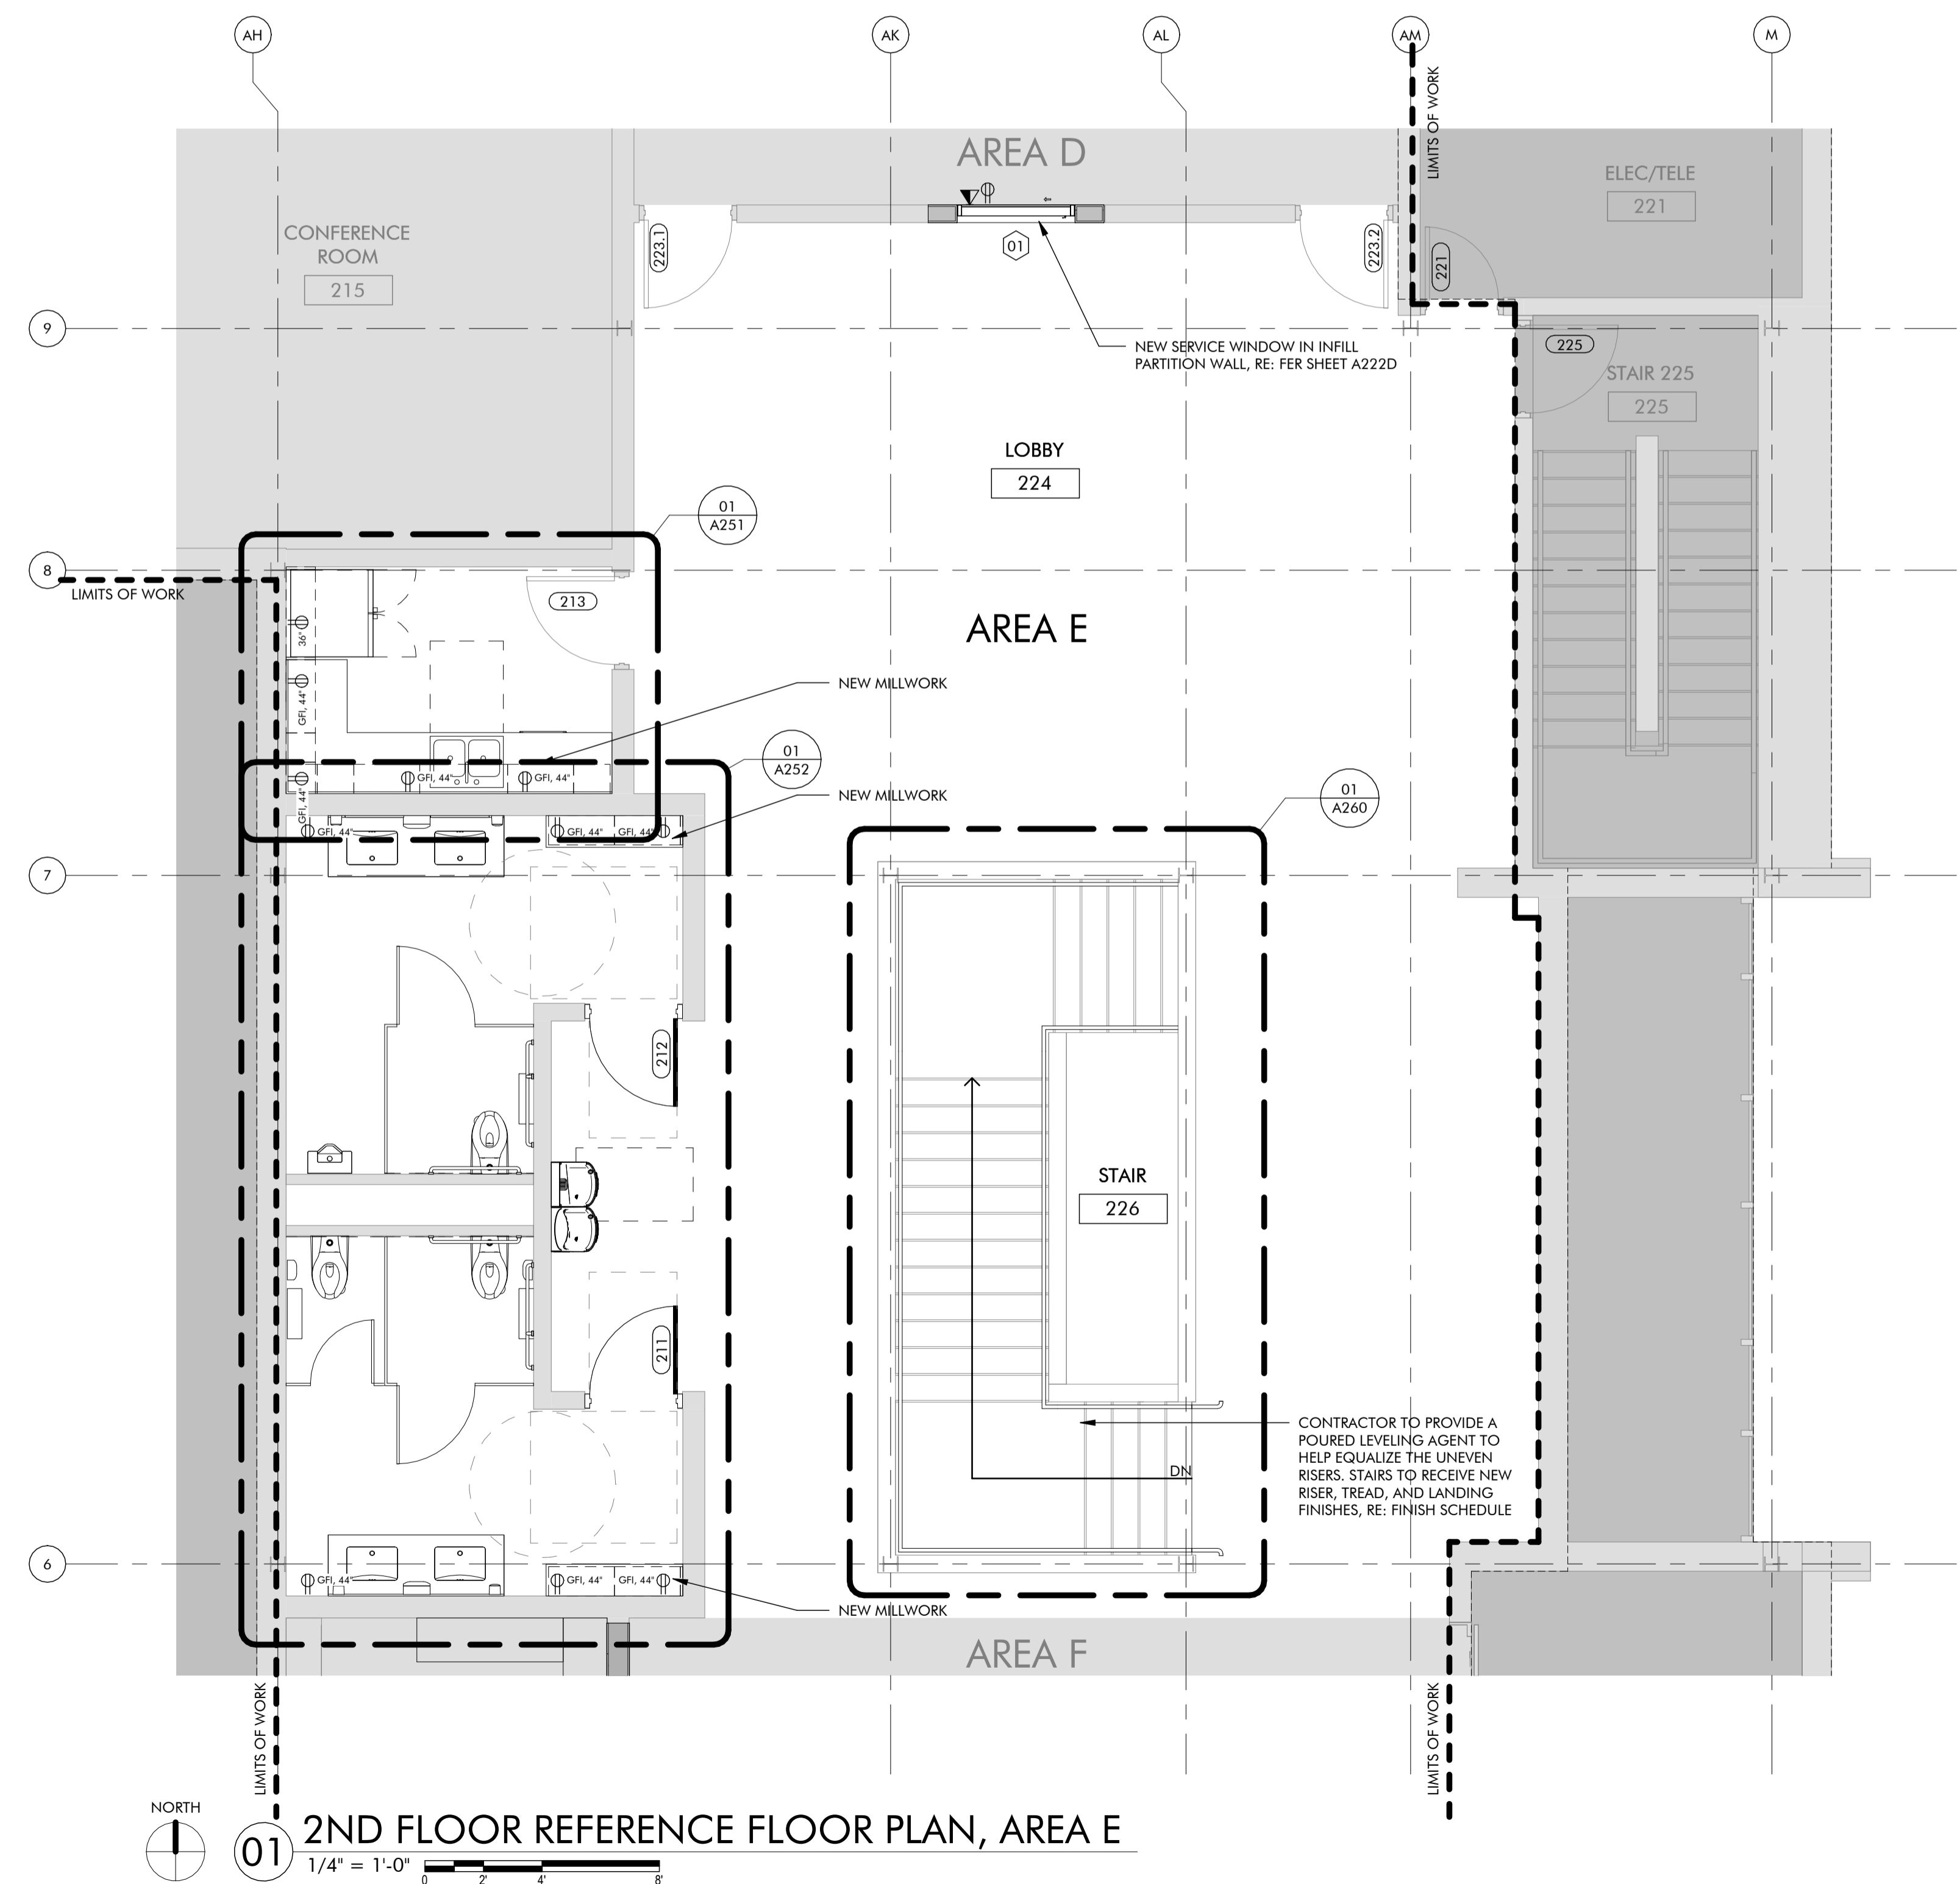 AH
AK
AL
AM
M
LIMITS OF WORK
AREA D
ELEC/TELE
221
CONFERENCE
ROOM
215
223.1
01
223.2
221
9
NEW SERVICE WINDOW IN INFILL
PARTITION WALL, RE: FER SHEET A222D
225
STAIR 225
225
LOBBY
224
01
A251
8
LIMITS OF WORK
213
36"
AREA E
GFI, 44"
NEW MILLWORK
01
A252
GFI, 44"
GFI, 44"
GFI, 44"
NEW MILLWORK
01
A260
GFI, 44"
GFI, 44"
GFI, 44"
7
212
STAIR
226
211
CONTRACTOR TO PROVIDE A
POURED LEVELING AGENT TO
HELP EQUALIZE THE UNEVEN
RISERS. STAIRS TO RECEIVE NEW
RISER, TREAD, AND LANDING
FINISHES, RE: FINISH SCHEDULE
DN
6
GFI, 44"
GFI, 44"
GFI, 44"
NEW MILLWORK
AREA F
LIMITS OF WORK
LIMITS OF WORK
NORTH
01
2ND FLOOR REFERENCE FLOOR PLAN, AREA E
1/4" = 1'-0"
0 2' 4' 8'